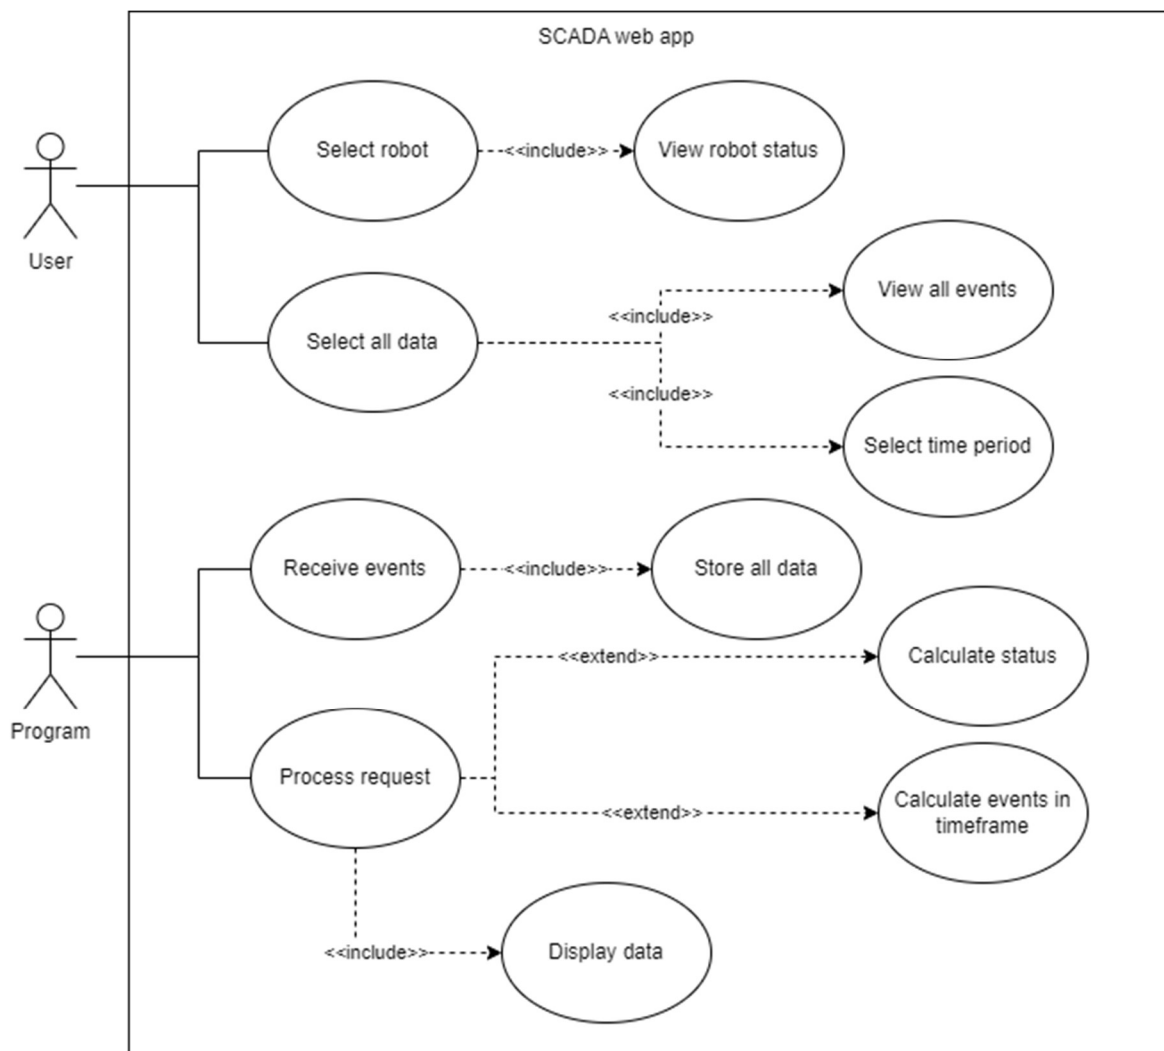 SCADA web app
Select robot
<<include>>
View robot status
User
View all events
<<include>>
Select all data
<<include>>
Select time period
Receive events
<<include>>
Store all data
<<extend>>
Calculate status
Program
Process request
<<extend>>
Calculate events in
timeframe
<<include>>
Display data